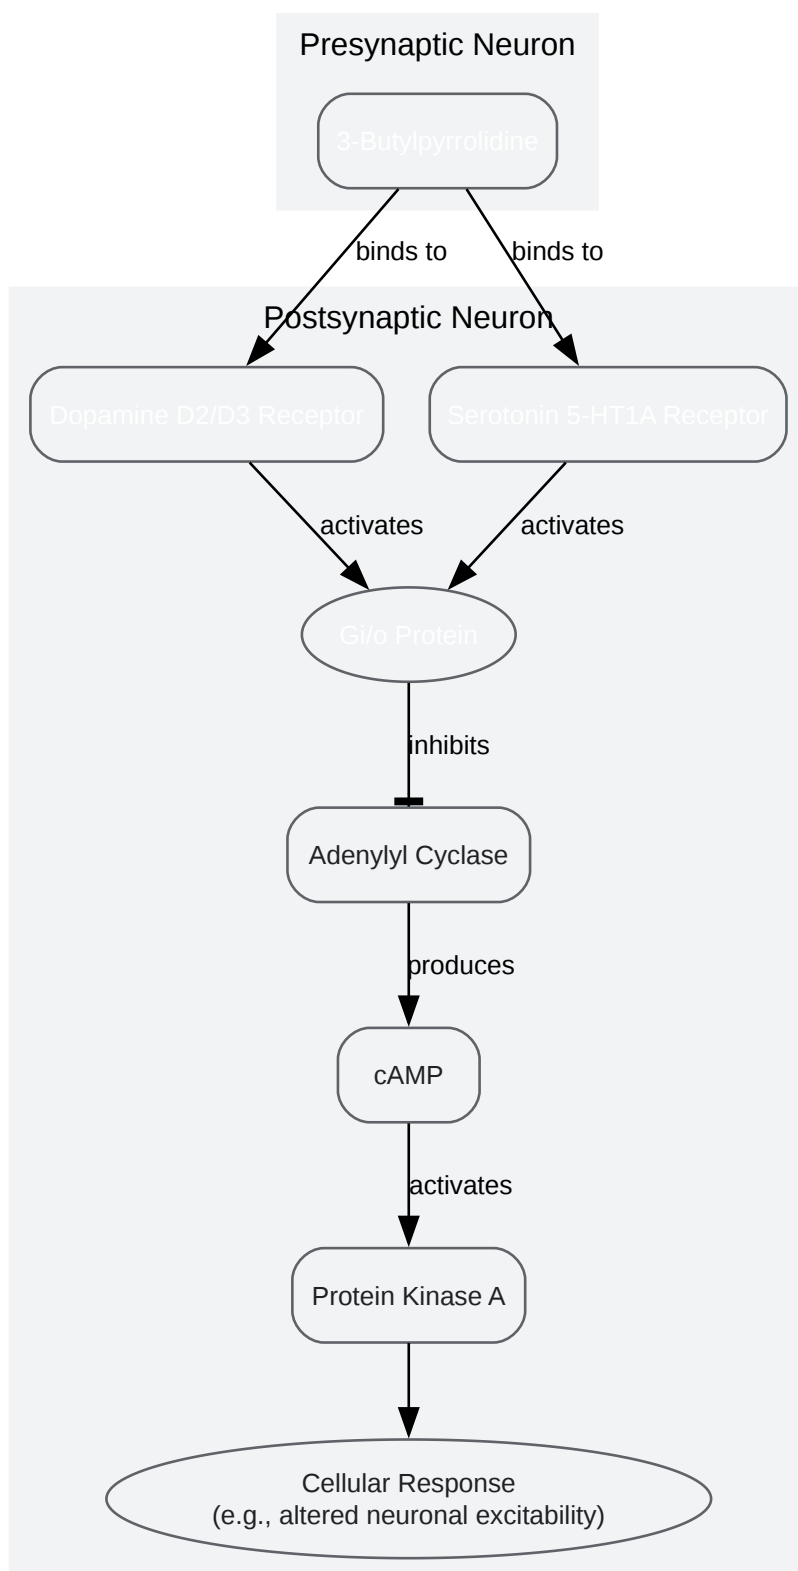 Presynaptic Neuron
3-Butylpyrrolidine
binds to
binds to
Postsynaptic Neuron
Dopamine D2/D3 Receptor
Serotonin 5-HT1A Receptor
activates
activates
Gi/o Protein
inhibits
Adenylyl Cyclase
produces
cAMP
activates
Protein Kinase A
Cellular Response
(e.g., altered neuronal excitability)